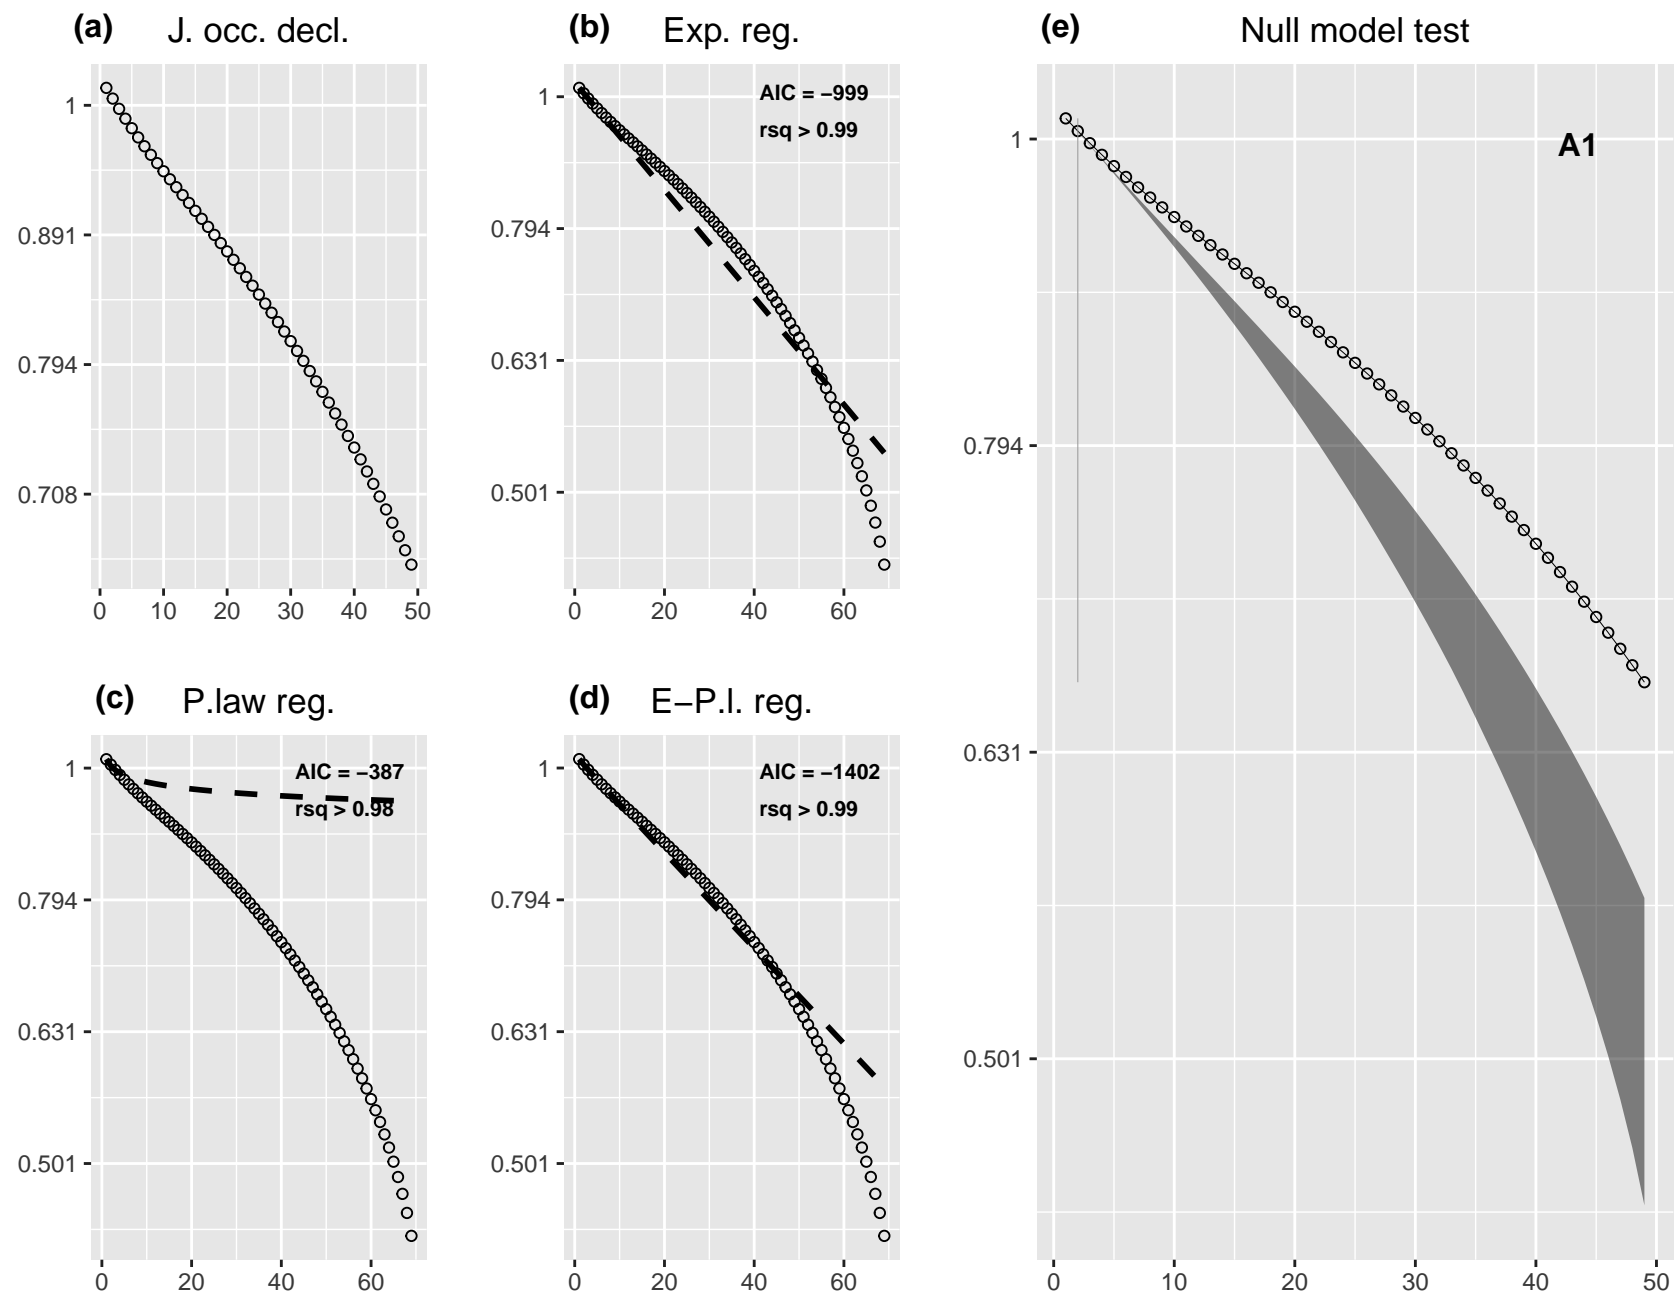 (a) J. occ. decl.
1
0.891
0.794
0.708
0 10 20 30 40 50
(b) Exp. reg.
AIC = −999
rsq > 0.99
1
0.794
0.631
0.501
0 20 40 60
(c) P.law reg.
AIC = −387
rsq > 0.98
1
0.794
0.631
0.501
0 20 40 60
(d) E−P.l. reg.
AIC = −1402
rsq > 0.99
1
0.794
0.631
0.501
0 20 40 60
(e) Null model test
A1
1
0.794
0.631
0.501
0 10 20 30 40 50